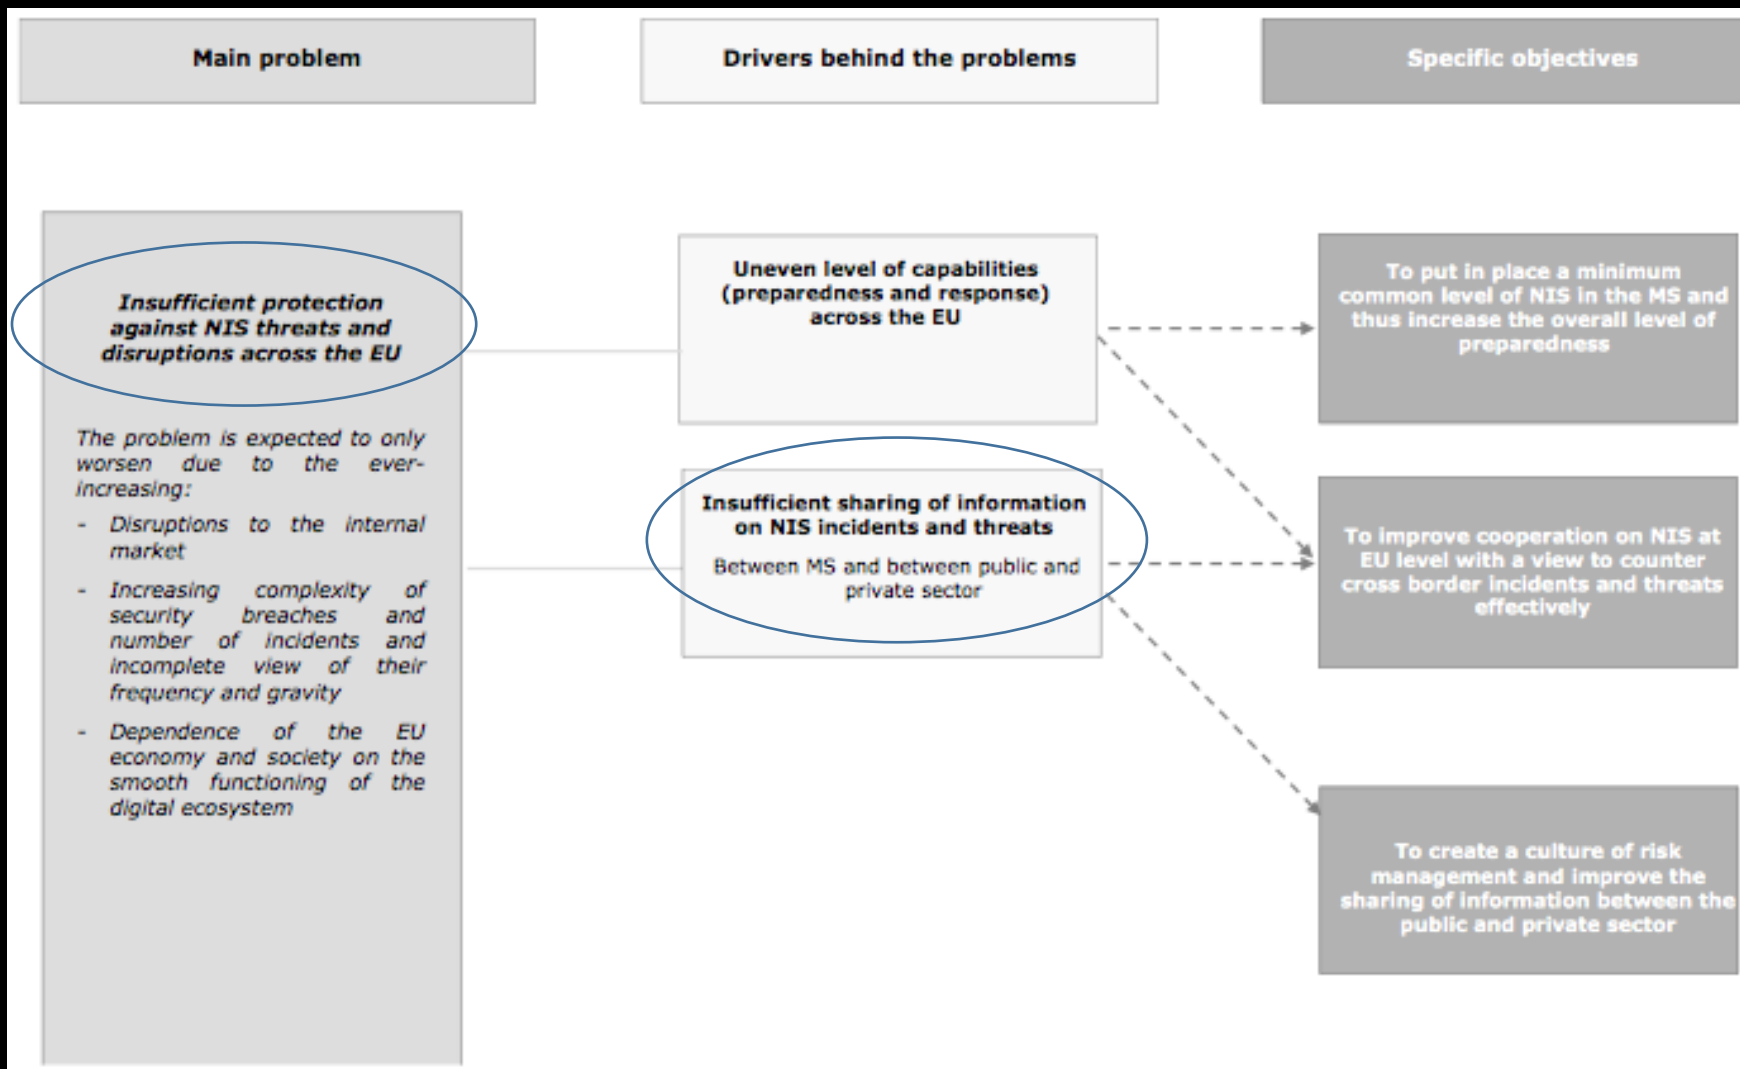 Main problem
Drivers behind the problems
Specific objectives
Insufficient protection
against NIS threats and
disruptions across the EU
The problem is expected to only
worsen due to the ever-
increasing:
- Disruptions to the internal
market
- Increasing complexity of
security breaches and
number of incidents and
incomplete view of their
frequency and gravity
- Dependence of the EU
economy and society on the
smooth functioning of the
digital ecosystem
Uneven level of capabilities
(preparedness and response)
across the EU
Insufficient sharing of information
on NIS incidents and threats
Between MS and between public and
private sector
To put in place a minimum
common level of NIS in the MS and
thus increase the overall level of
preparedness
To improve cooperation on NIS at
EU level with a view to counter
cross border incidents and threats
effectively
To create a culture of risk
management and improve the
sharing of information between the
public and private sector